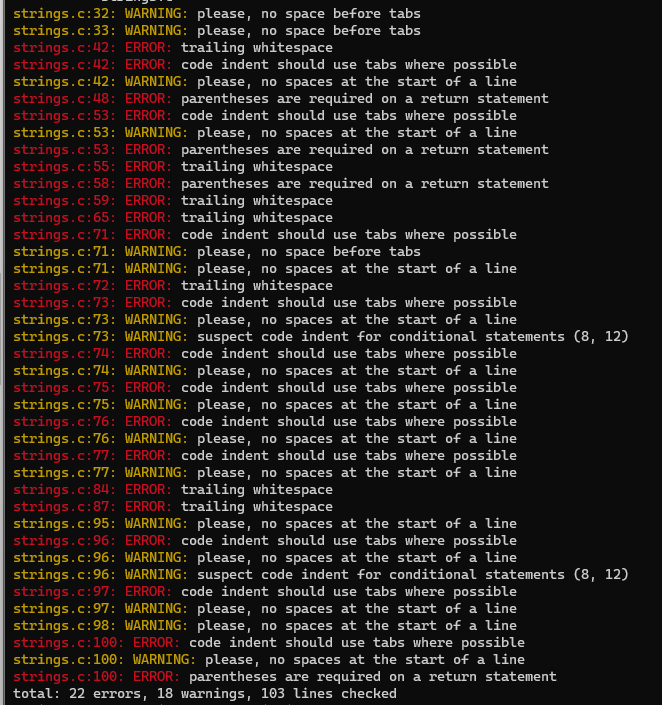 strings.c:32: WARNING: please, no space before tabs
strings.c:33: WARNING: please, no space before tabs
strings.c:42: ERROR: trailing whitespace
strings.c:42: ERROR: code indent should use tabs where possible
strings.c:42: WARNING: please, no spaces at the start of a line
strings.c:48: ERROR: parentheses are required on a return statement
strings.c:53: ERROR: code indent should use tabs where possible
strings.c:53: WARNING: please, no spaces at the start of a line
strings.c:53: ERROR: parentheses are required on a return statement
strings.c:55: ERROR: trailing whitespace
strings.c:58: ERROR: parentheses are required on a return statement
strings.c:59: ERROR: trailing whitespace
strings.c:65: ERROR: trailing whitespace
strings.c:71: ERROR: code indent should use tabs where possible
strings.c:71: WARNING: please, no space before tabs
strings.c:71: WARNING: please, no spaces at the start of a line
strings.c:72: ERROR: trailing whitespace
strings.c:73: ERROR: code indent should use tabs where possible
strings.c:73: WARNING: please, no spaces at the start of a line
strings.c:73: WARNING: suspect code indent for conditional statements (8, 12)
strings.c:74: ERROR: code indent should use tabs where possible
strings.c:74: WARNING: please, no spaces at the start of a line
strings.c:75: ERROR: code indent should use tabs where possible
strings.c:75: WARNING: please, no spaces at the start of a line
strings.c:76: ERROR: code indent should use tabs where possible
strings.c:76: WARNING: please, no spaces at the start of a line
strings.c:77: ERROR: code indent should use tabs where possible
strings.c:77: WARNING: please, no spaces at the start of a line
strings.c:84: ERROR: trailing whitespace
strings.c:87: ERROR: trailing whitespace
strings.c:95: WARNING: please, no spaces at the start of a line
strings.c:96: ERROR: code indent should use tabs where possible
strings.c:96: WARNING: please, no spaces at the start of a line
strings.c:96: WARNING: suspect code indent for conditional statements (8, 12)
strings.c:97: ERROR: code indent should use tabs where possible
strings.c:97: WARNING: please, no spaces at the start of a line
strings.c:98: WARNING: please, no spaces at the start of a line
strings.c:100: ERROR: code indent should use tabs where possible
strings.c:100: WARNING: please, no spaces at the start of a line
strings.c:100: ERROR: parentheses are required on a return statement
total: 22 errors, 18 warnings, 103 lines checked